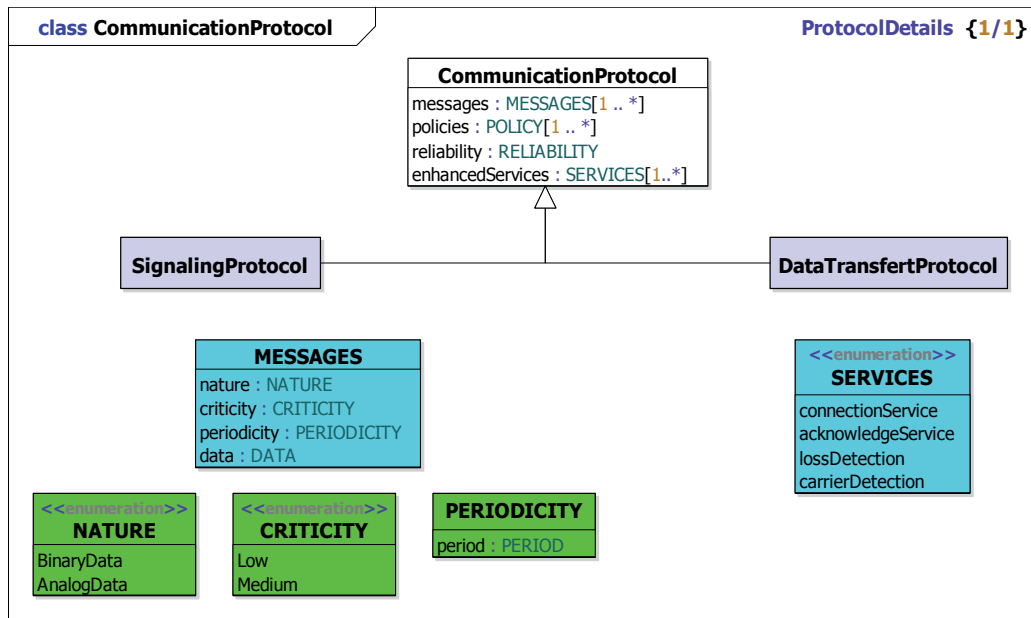 class CommunicationProtocol
ProtocolDetails {1/1}
CommunicationProtocol
messages : MESSAGES[1 .. *]
policies : POLICY[1 .. *]
reliability : RELIABILITY
enhancedServices : SERVICES[1..*]
SignalingProtocol
DataTransfertProtocol
MESSAGES
nature : NATURE
criticity : CRITICITY
periodicity : PERIODICITY
data : DATA
<<enumeration>>
SERVICES
connectionService
acknowledgeService
lossDetection
carrierDetection
<<enumeration>>
NATURE
BinaryData
AnalogData
<<enumeration>>
CRITICITY
Low
Medium
PERIODICITY
period : PERIOD